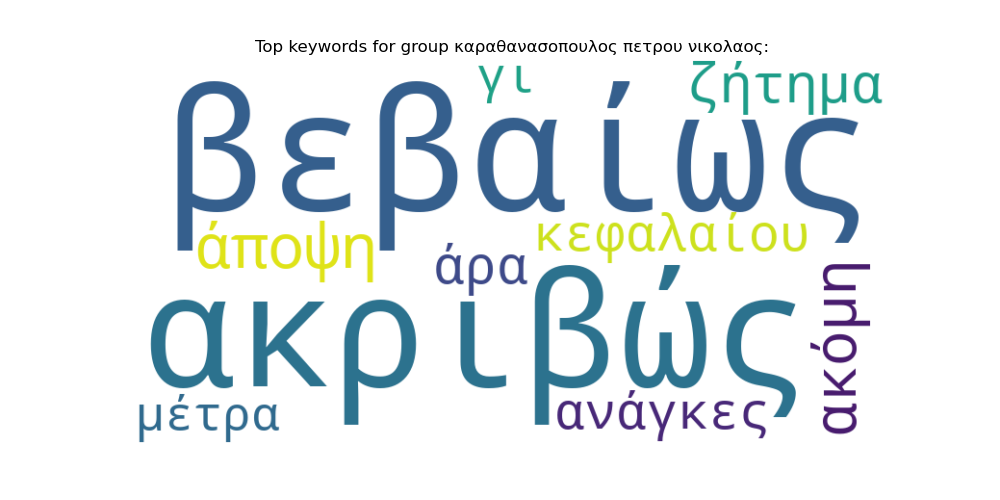 Top keywords for group καραθανασοπουλος πετρου νικολαος:
γι
ζήτημα
βεβαίως
άποψη
κεφαλαίου
άρα
ακριβώς
ακόμη
μέτρα
ανάγκες